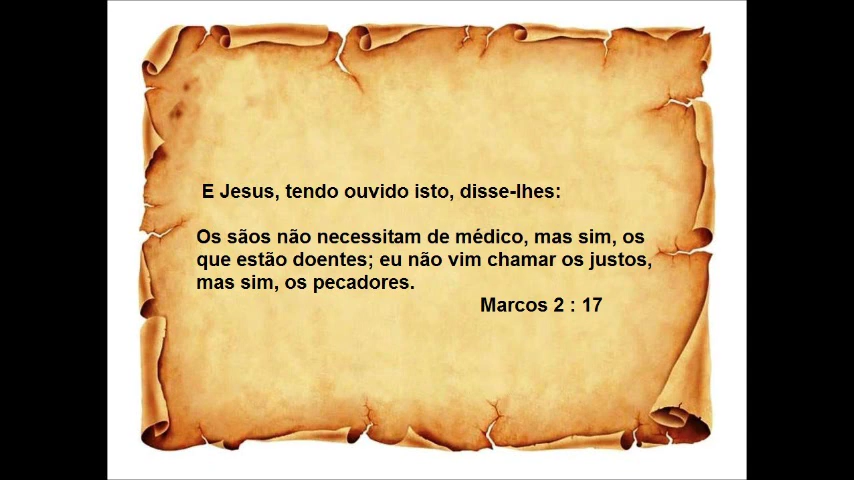 E Jesus, tendo ouvido isto, disse-lhes:
Os sãos não necessitam de médico, mas sim, os
que estão doentes; eu não vim chamar os justos,
mas sim, os pecadores.
Marcos 2 : 17